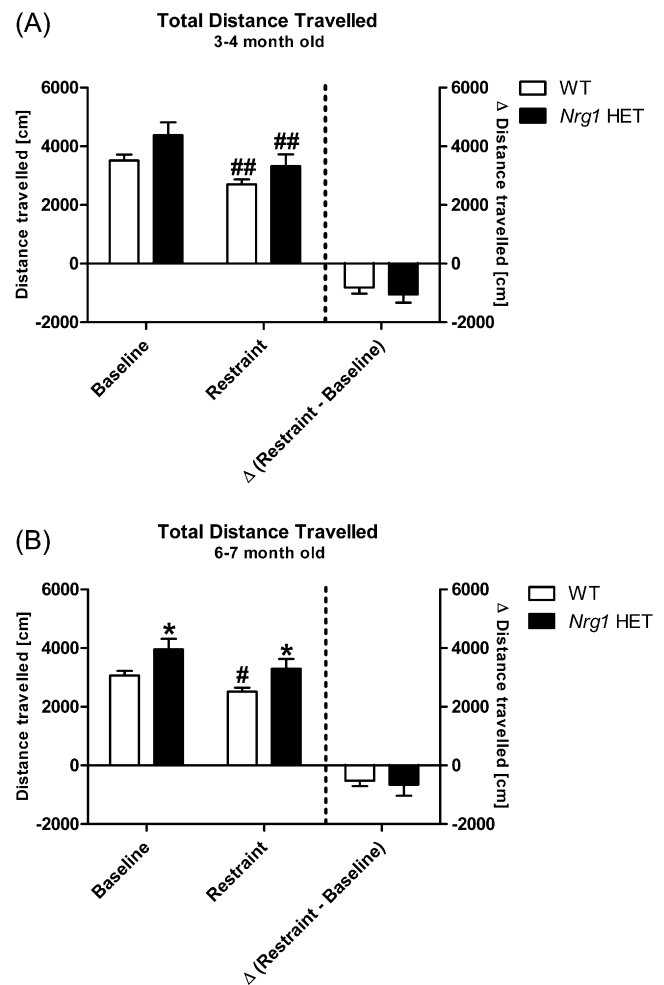 (A)
Total Distance Travelled
3-4 month old
Distance travelled [cm]
6000
4000
2000
0
-2000
##
##
6000
4000
2000
0
-2000
Δ Distance travelled [cm]
WT
Nrg1 HET
Baseline
Restraint
Δ (Restraint - Baseline)
(B)
Total Distance Travelled
6-7 month old
Distance travelled [cm]
6000
4000
2000
0
-2000
*
#
*
6000
4000
2000
0
-2000
Δ Distance travelled [cm]
WT
Nrg1 HET
Baseline
Restraint
Δ (Restraint - Baseline)